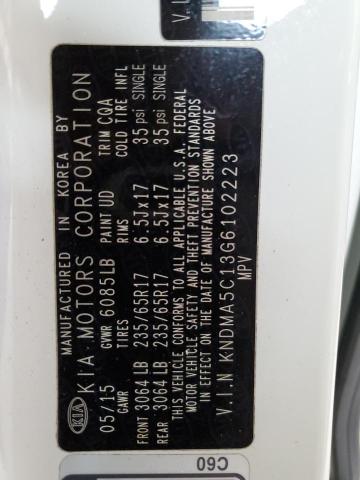 MANUFACTURED IN KOREA BY
KIA KIA MOTORS CORPORATION
05/15 GVWR 6085LB PAINT UD TRIM CQA
GAWR TIRES RIMS COLD TIRE INFL
FRONT 3064 LB 235/65R17 6.5Jx17 35 psi SINGLE
REAR 3064 LB 235/65R17 6.5Jx17 35 psi SINGLE
THIS VEHICLE CONFORMS TO ALL APPLICABLE U.S.A. FEDERAL
MOTOR VEHICLE SAFETY AND THEFT PREVENTION STANDARDS
IN EFFECT ON THE DATE OF MANUFACTURE SHOWN ABOVE
V.I.N KNDMA5C13G6102223
MPV
C60
V.I